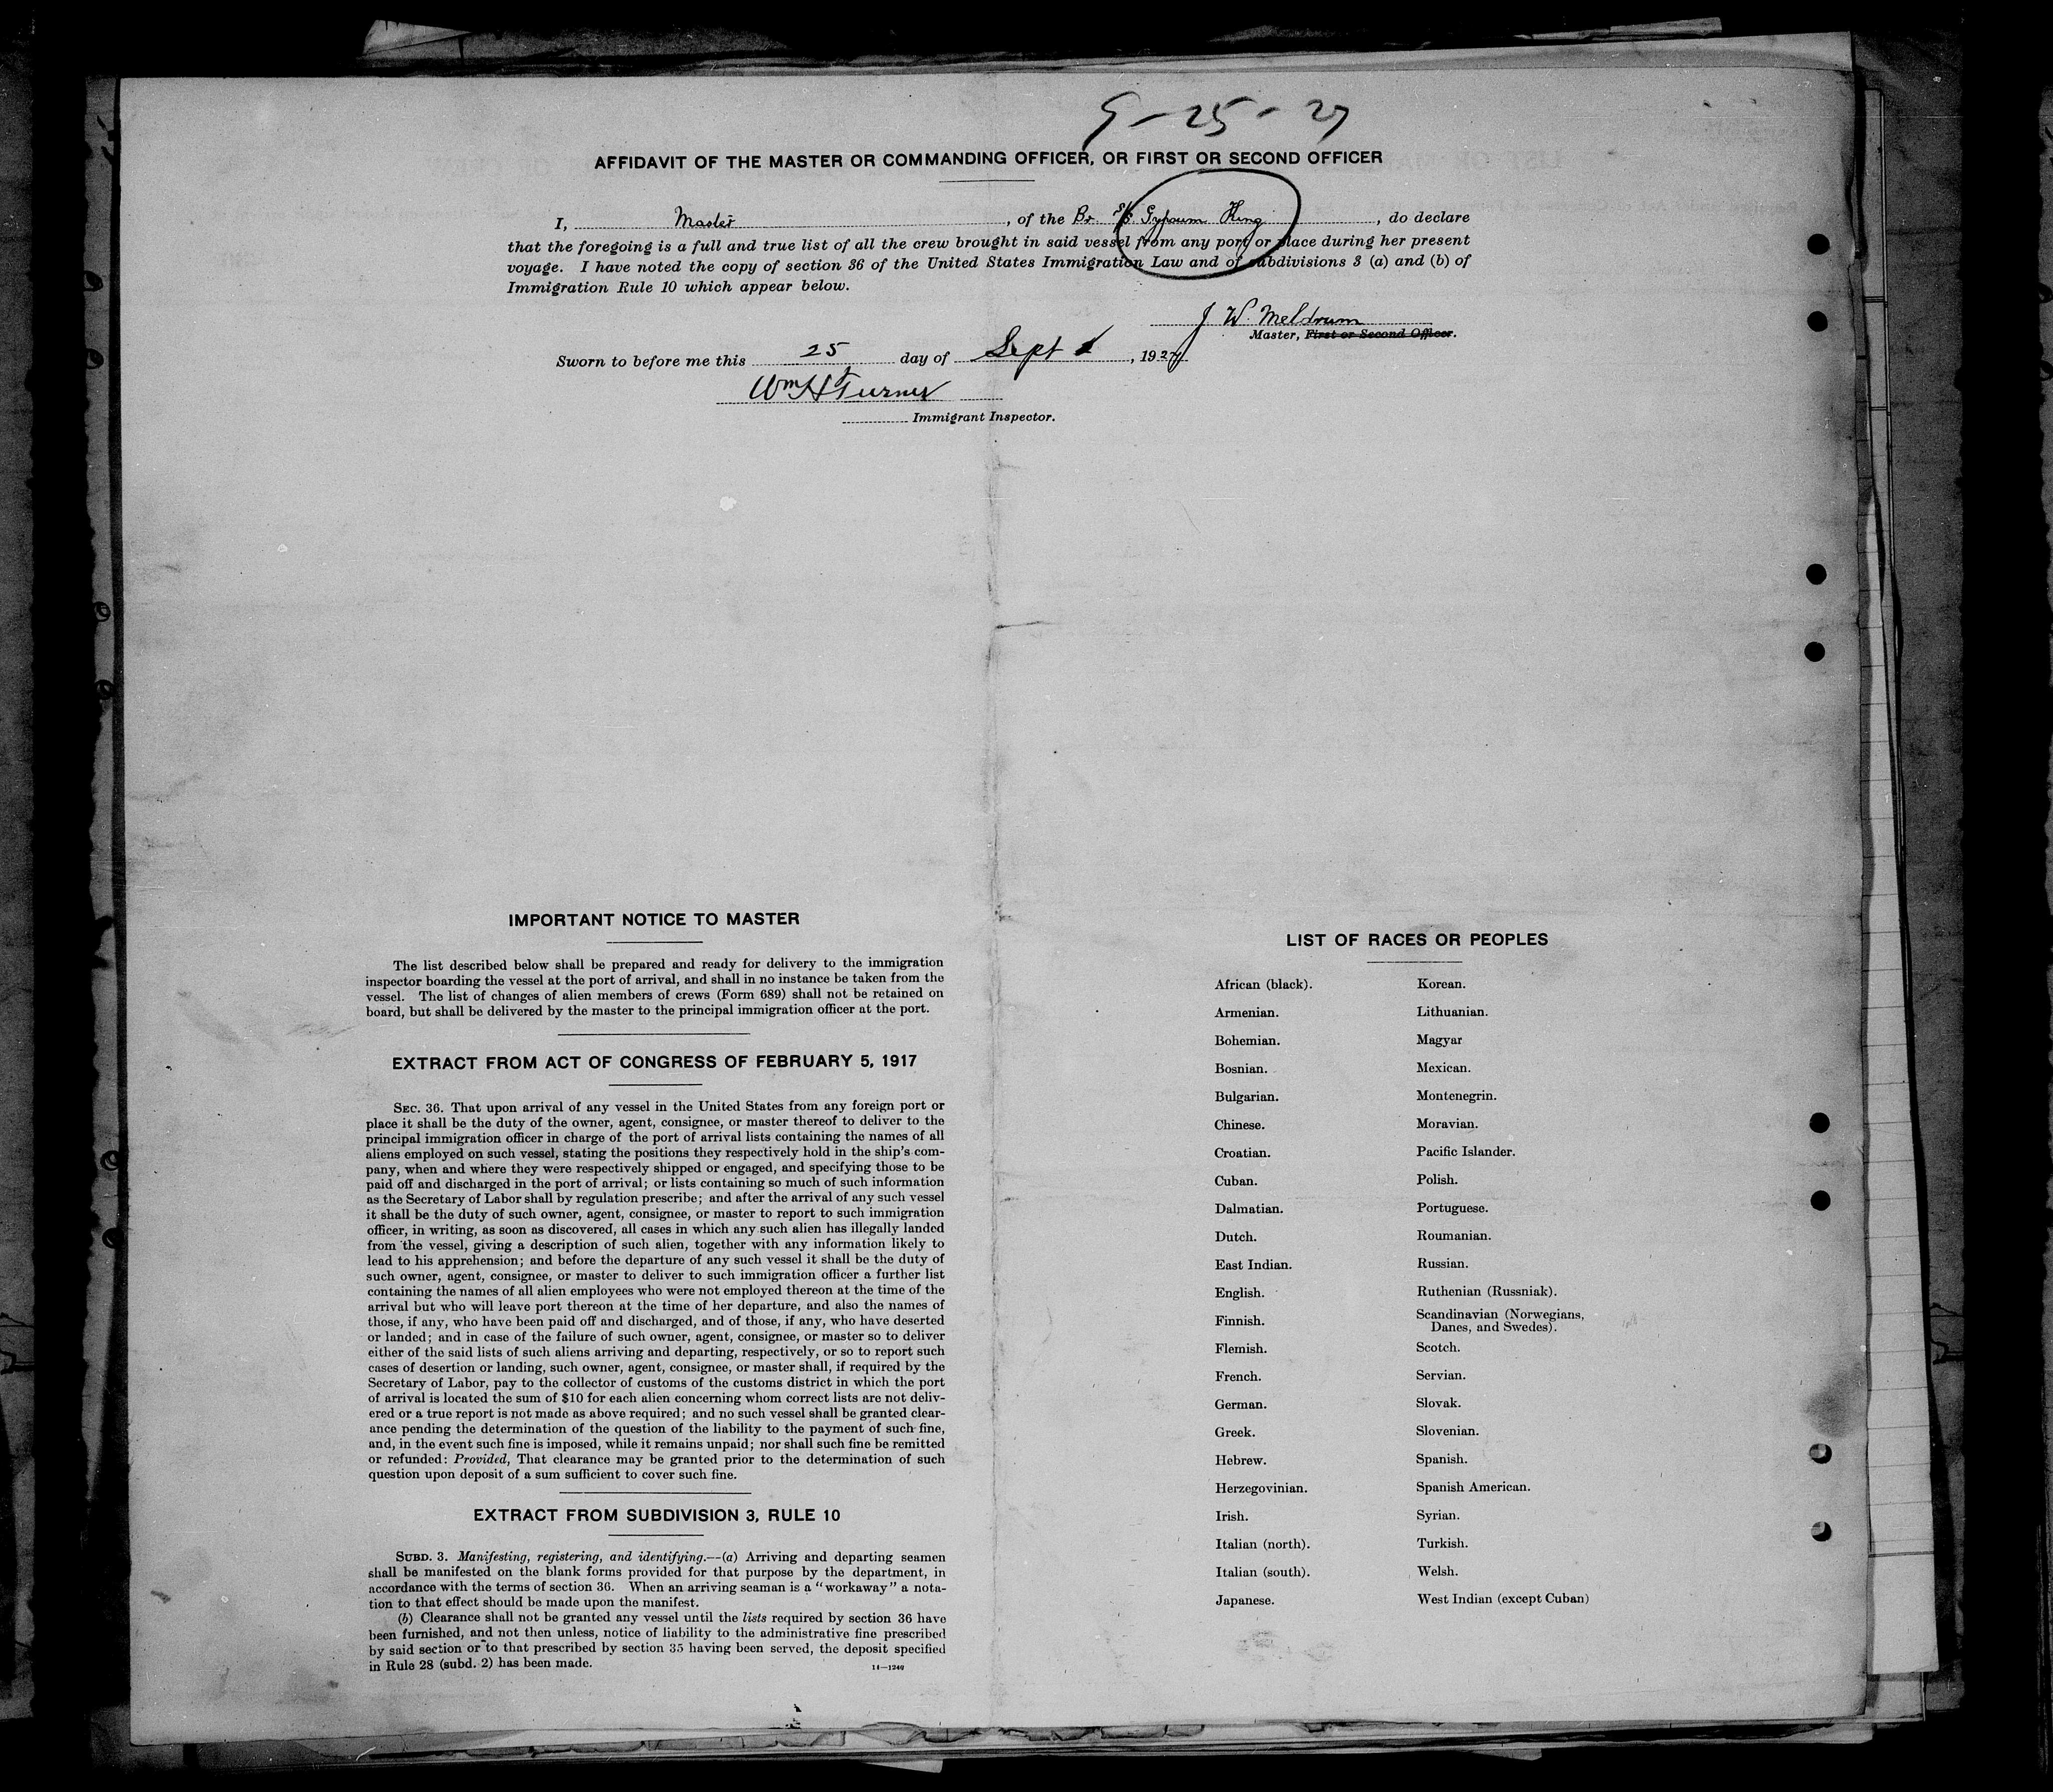 9-25-27
AFFIDAVIT OF THE MASTER OR COMMANDING OFFICER, OR FIRST OR SECOND OFFICER
I, Master, of the Br. S/S Gypsum King, do declare
that the foregoing is a full and true list of all the crew brought in said vessel from any port or place during her present
voyage. I have noted the copy of section 36 of the United States Immigration Law and of subdivisions 3 (a) and (b) of
Immigration Rule 10 which appear below.
J W. Meldrum
Master, First or Second Officer.
Sworn to before me this 25 day of Sept, 1927
Wm H Turner
Immigrant Inspector.
IMPORTANT NOTICE TO MASTER
The list described below shall be prepared and ready for delivery to the immigration
inspector boarding the vessel at the port of arrival, and shall in no instance be taken from the
vessel. The list of changes of alien members of crews (Form 689) shall not be retained on
board, but shall be delivered by the master to the principal immigration officer at the port.
EXTRACT FROM ACT OF CONGRESS OF FEBRUARY 5, 1917
SEC. 36. That upon arrival of any vessel in the United States from any foreign port or
place it shall be the duty of the owner, agent, consignee, or master thereof to deliver to the
principal immigration officer in charge of the port of arrival lists containing the names of all
aliens employed on such vessel, stating the positions they respectively hold in the ship's com-
pany, when and where they were respectively shipped or engaged, and specifying those to be
paid off and discharged in the port of arrival; or lists containing so much of such information
as the Secretary of Labor shall by regulation prescribe; and after the arrival of any such vessel
it shall be the duty of such owner, agent, consignee, or master to report to such immigration
officer, in writing, as soon as discovered, all cases in which any such alien has illegally landed
from the vessel, giving a description of such alien, together with any information likely to
lead to his apprehension; and before the departure of any such vessel it shall be the duty of
such owner, agent, consignee, or master to deliver to such immigration officer a further list
containing the names of all alien employees who were not employed thereon at the time of the
arrival but who will leave port thereon at the time of her departure, and also the names of
those, if any, who have been paid off and discharged, and of those, if any, who have deserted
or landed; and in case of the failure of such owner, agent, consignee, or master so to deliver
either of the said lists of such aliens arriving and departing, respectively, or so to report such
cases of desertion or landing, such owner, agent, consignee, or master shall, if required by the
Secretary of Labor, pay to the collector of customs of the customs district in which the port
of arrival is located the sum of $10 for each alien concerning whom correct lists are not deliv-
ered or a true report is not made as above required; and no such vessel shall be granted clear-
ance pending the determination of the question of the liability to the payment of such fine,
and, in the event such fine is imposed, while it remains unpaid; nor shall such fine be remitted
or refunded: Provided, That clearance may be granted prior to the determination of such
question upon deposit of a sum sufficient to cover such fine.
EXTRACT FROM SUBDIVISION 3, RULE 10
SUBD. 3. Manifesting, registering, and identifying.—(a) Arriving and departing seamen
shall be manifested on the blank forms provided for that purpose by the department, in
accordance with the terms of section 36. When an arriving seaman is a "workaway" a nota-
tion to that effect should be made upon the manifest.
(b) Clearance shall not be granted any vessel until the lists required by section 36 have
been furnished, and not then unless, notice of liability to the administrative fine prescribed
by said section or to that prescribed by section 35 having been served, the deposit specified
in Rule 28 (subd. 2) has been made.
14—1240
LIST OF RACES OR PEOPLES
African (black). Korean.
Armenian. Lithuanian.
Bohemian. Magyar
Bosnian. Mexican.
Bulgarian. Montenegrin.
Chinese. Moravian.
Croatian. Pacific Islander.
Cuban. Polish.
Dalmatian. Portuguese.
Dutch. Roumanian.
East Indian. Russian.
English. Ruthenian (Russniak).
Finnish. Scandinavian (Norwegians,
Danes, and Swedes).
Flemish. Scotch.
French. Servian.
German. Slovak.
Greek. Slovenian.
Hebrew. Spanish.
Herzegovinian. Spanish American.
Irish. Syrian.
Italian (north). Turkish.
Italian (south). Welsh.
Japanese. West Indian (except Cuban)